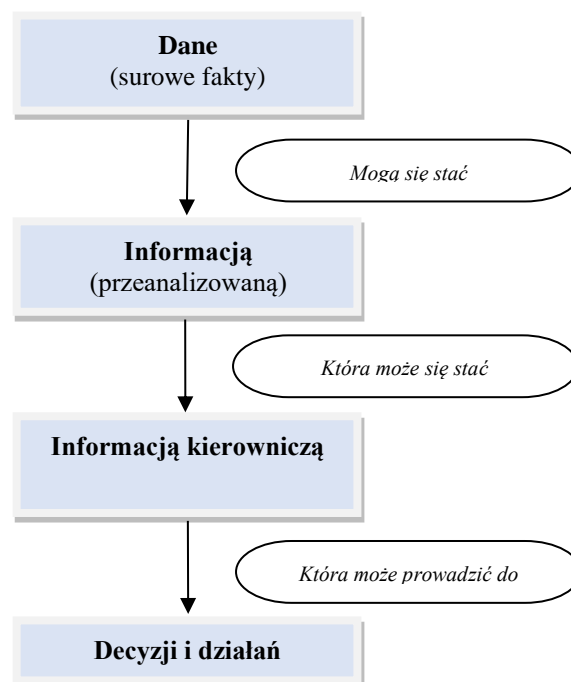 Dane
(surowe fakty)
Mogą się stać
Informacją
(przeanalizowaną)
Która może się stać
Informacją kierowniczą
Która może prowadzić do
Decyzji i działań